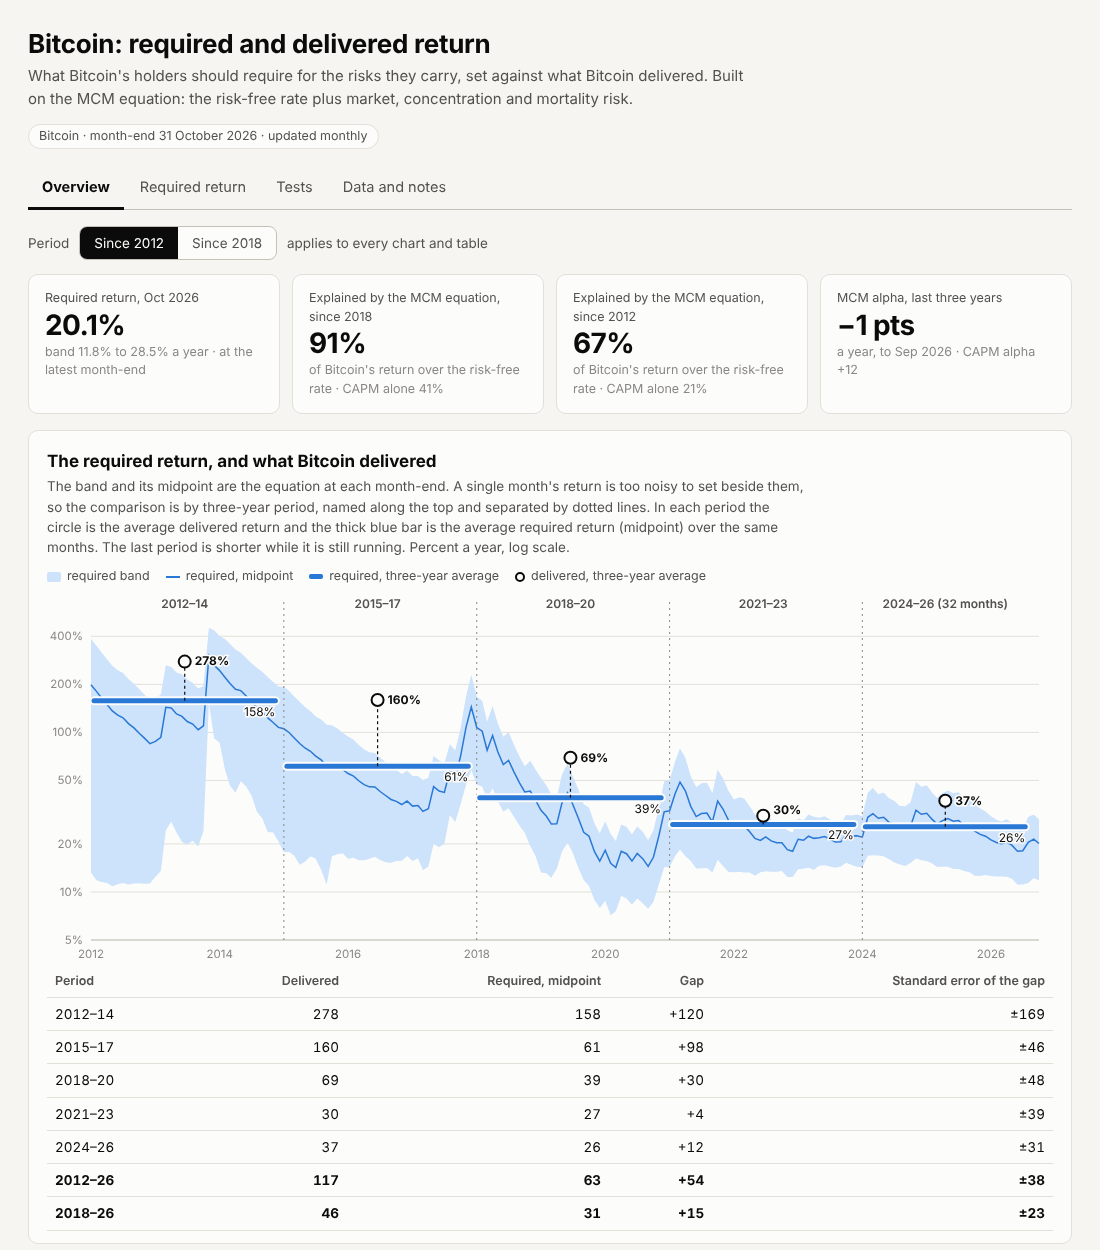 Bitcoin: required and delivered return
What Bitcoin's holders should require for the risks they carry, set against what Bitcoin delivered. Built
on the MCM equation: the risk-free rate plus market, concentration and mortality risk.
Bitcoin · month-end 31 October 2026 · updated monthly
Overview Required return Tests Data and notes
Period Since 2012 Since 2018 applies to every chart and table
Required return, Oct 2026
20.1%
band 11.8% to 28.5% a year · at the
latest month-end
Explained by the MCM equation,
since 2018
91%
of Bitcoin's return over the risk-free
rate · CAPM alone 41%
Explained by the MCM equation,
since 2012
67%
of Bitcoin's return over the risk-free
rate · CAPM alone 21%
MCM alpha, last three years
−1 pts
a year, to Sep 2026 · CAPM alpha
+12
The required return, and what Bitcoin delivered
The band and its midpoint are the equation at each month-end. A single month's return is too noisy to set beside them,
so the comparison is by three-year period, named along the top and separated by dotted lines. In each period the
circle is the average delivered return and the thick blue bar is the average required return (midpoint) over the same
months. The last period is shorter while it is still running. Percent a year, log scale.
required band required, midpoint required, three-year average delivered, three-year average
2012–14 2015–17 2018–20 2021–23 2024–26 (32 months)
400%
278%
200%
160%
158%
100%
69%
61%
50%
39%
37%
30%
27%
26%
20%
10%
5%
2012 2014 2016 2018 2020 2022 2024 2026
Period Delivered Required, midpoint Gap Standard error of the gap
2012–14 278 158 +120 ±169
2015–17 160 61 +98 ±46
2018–20 69 39 +30 ±48
2021–23 30 27 +4 ±39
2024–26 37 26 +12 ±31
2012–26 117 63 +54 ±38
2018–26 46 31 +15 ±23